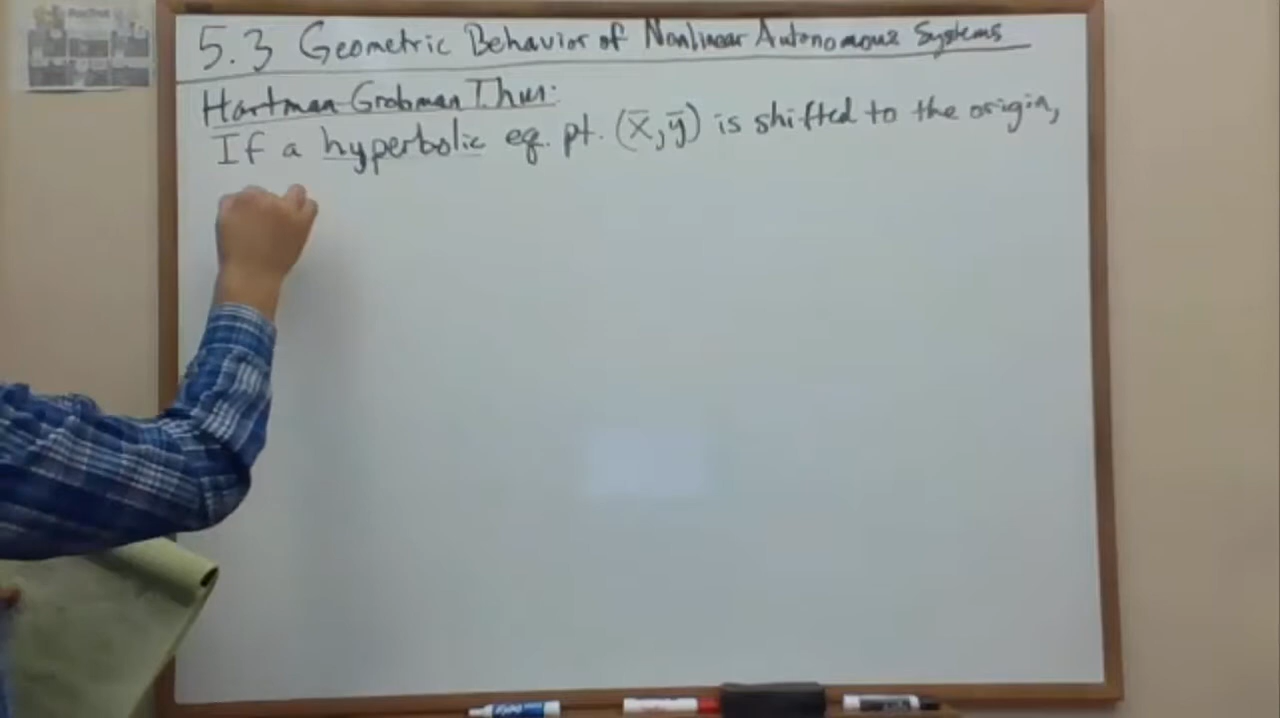 5.3 Geometric Behavior of Nonlinear Autonomous Systems
Hartman-Grobman Thm:
If a hyperbolic eq. pt. (x̄, ȳ) is shifted to the origin,